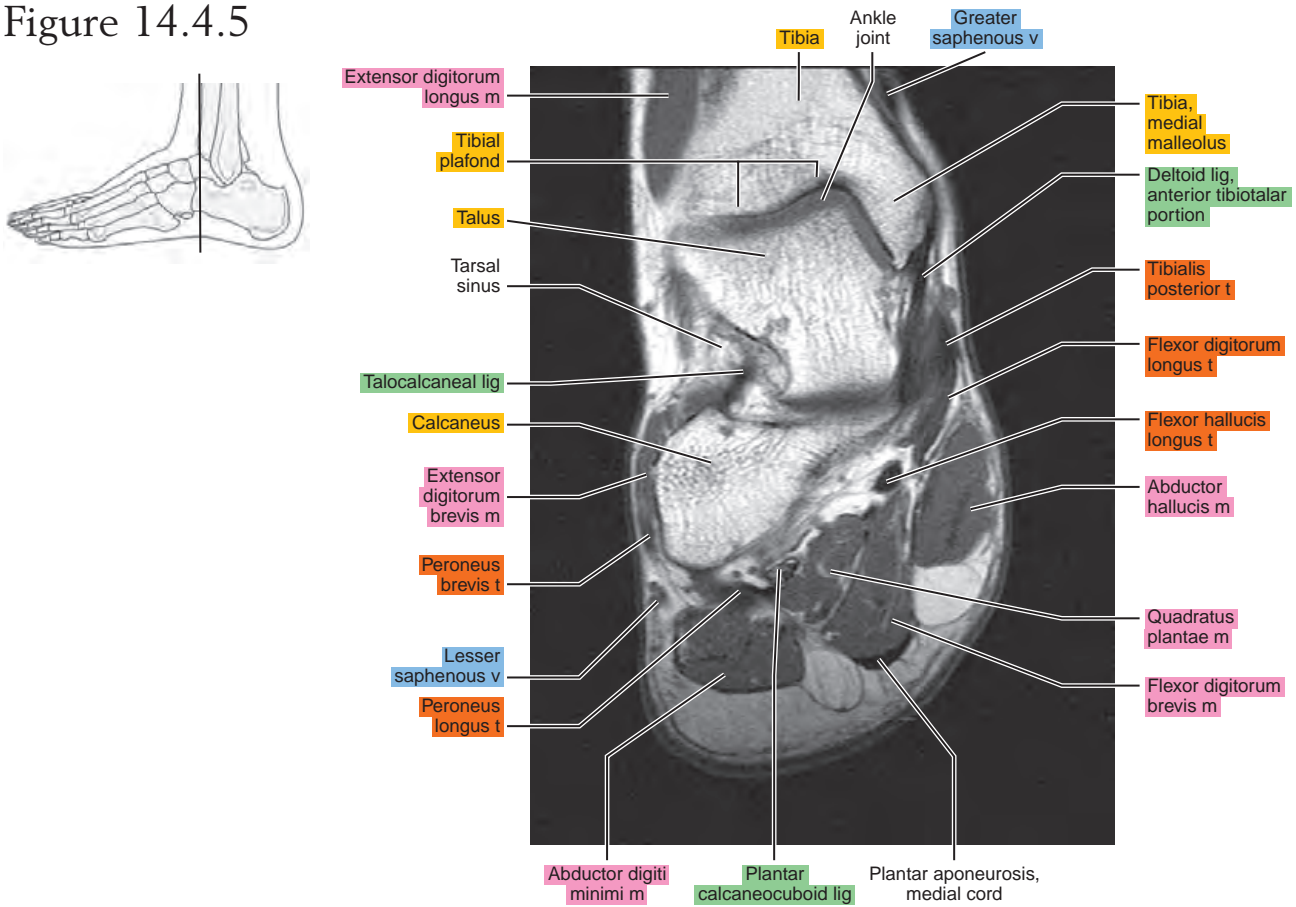 Figure 14.4.5
Tibia
Ankle
joint
Greater
saphenous v
Extensor digitorum
longus m
Tibial
plafond
Talus
Tarsal
sinus
Talocalcaneal lig
Calcaneus
Extensor
digitorum
brevis m
Peroneus
brevis t
Lesser
saphenous v
Peroneus
longus t
Tibia,
medial
malleolus
Deltoid lig,
anterior tibiotalar
portion
Tibialis
posterior t
Flexor digitorum
longus t
Flexor hallucis
longus t
Abductor
hallucis m
Quadratus
plantae m
Flexor digitorum
brevis m
Abductor digiti
minimi m
Plantar
calcaneocuboid lig
Plantar aponeurosis,
medial cord